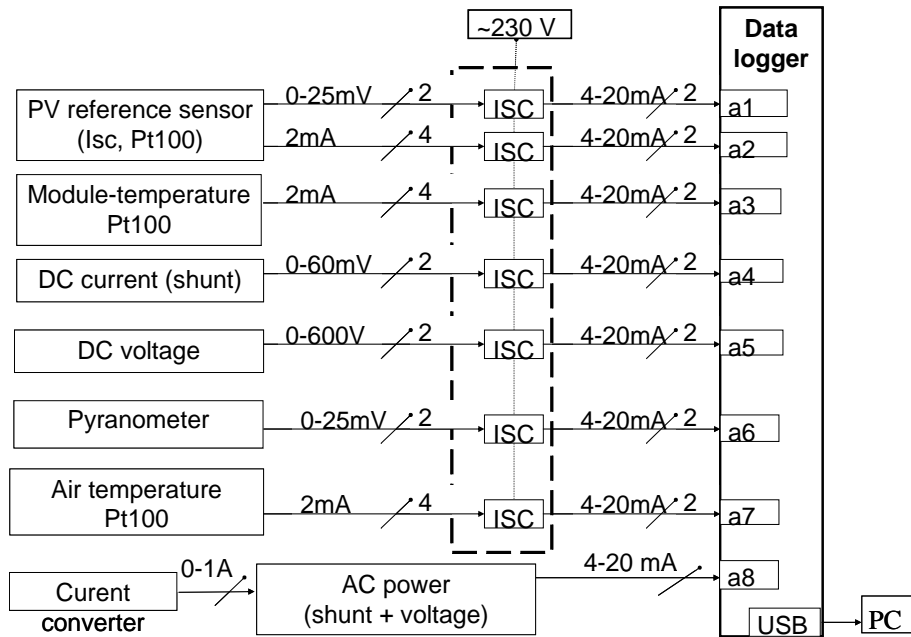 ~230 V
Data
logger
PV reference sensor
(Isc, Pt100)
0-25mV
2
ISC
4-20mA
2
a1
2mA
4
ISC
4-20mA
2
a2
Module-temperature
Pt100
2mA
4
ISC
4-20mA
2
a3
DC current (shunt)
0-60mV
2
ISC
4-20mA
2
a4
DC voltage
0-600V
2
ISC
4-20mA
2
a5
Pyranometer
0-25mV
2
ISC
4-20mA
2
a6
Air temperature
Pt100
2mA
4
ISC
4-20mA
2
a7
Curent
converter
0-1A
AC power
(shunt + voltage)
4-20 mA
a8
USB
PC